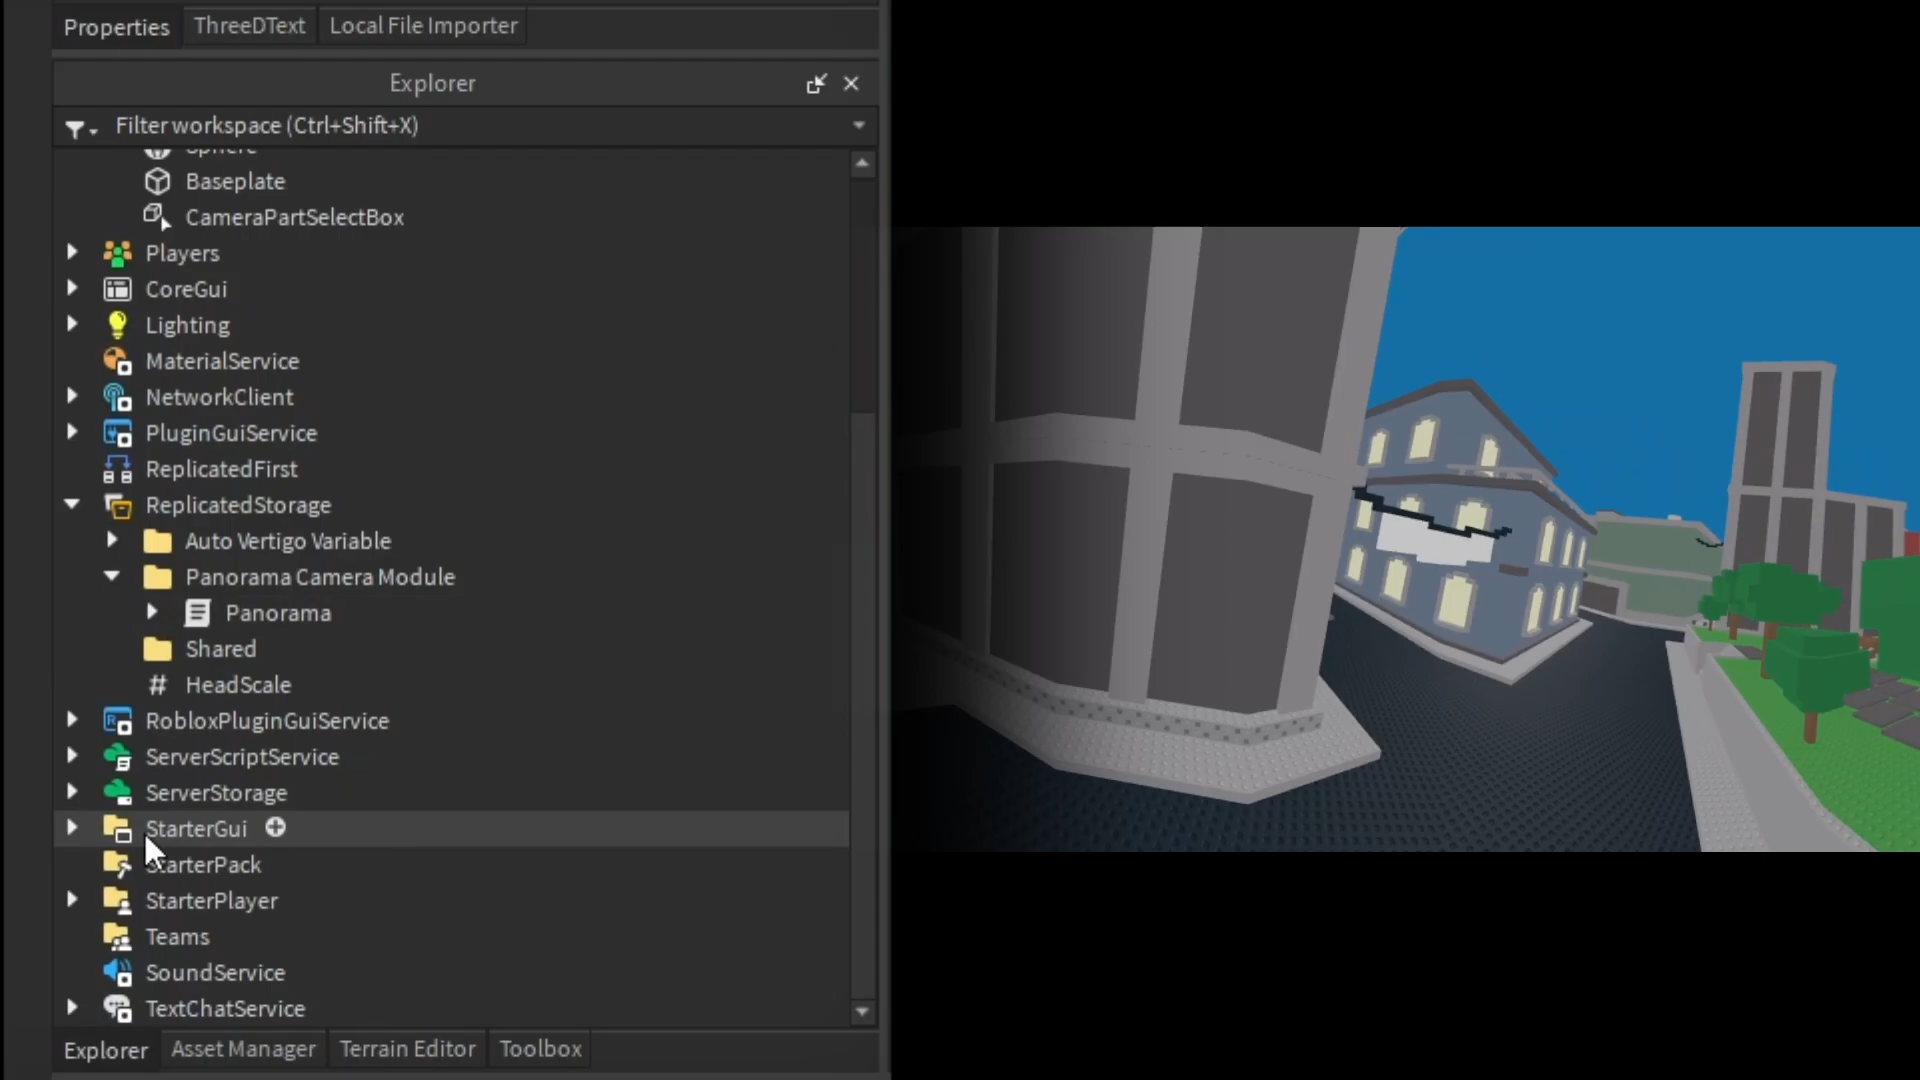 Properties
ThreeDText
Local File Importer
Explorer
Filter workspace (Ctrl+Shift+X)
Sphere
Baseplate
CameraPartSelectBox
Players
CoreGui
Lighting
MaterialService
NetworkClient
PluginGuiService
ReplicatedFirst
ReplicatedStorage
Auto Vertigo Variable
Panorama Camera Module
Panorama
Shared
HeadScale
RobloxPluginGuiService
ServerScriptService
ServerStorage
StarterGui
StarterPack
StarterPlayer
Teams
SoundService
TextChatService
Explorer
Asset Manager
Terrain Editor
Toolbox